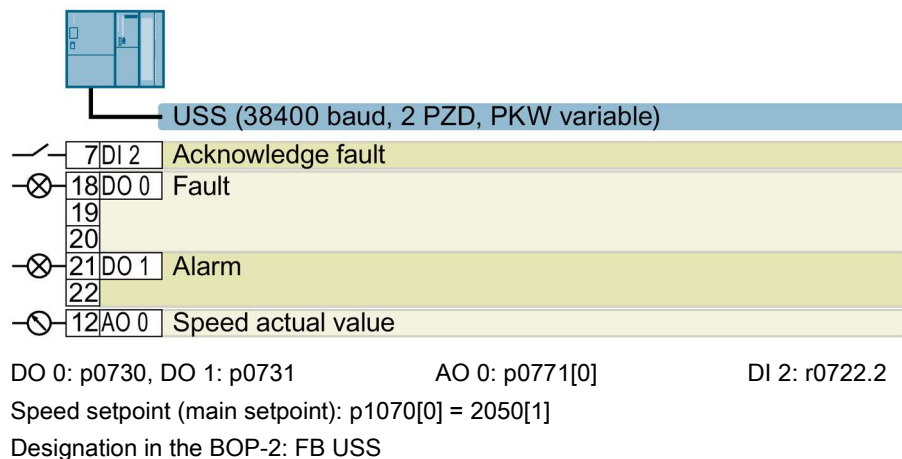 USS (38400 baud, 2 PZD, PKW variable)
7 DI 2 Acknowledge fault
18 DO 0 Fault
19
20
21 DO 1 Alarm
22
12 AO 0 Speed actual value
DO 0: p0730, DO 1: p0731 AO 0: p0771[0] DI 2: r0722.2
Speed setpoint (main setpoint): p1070[0] = 2050[1]
Designation in the BOP-2: FB USS